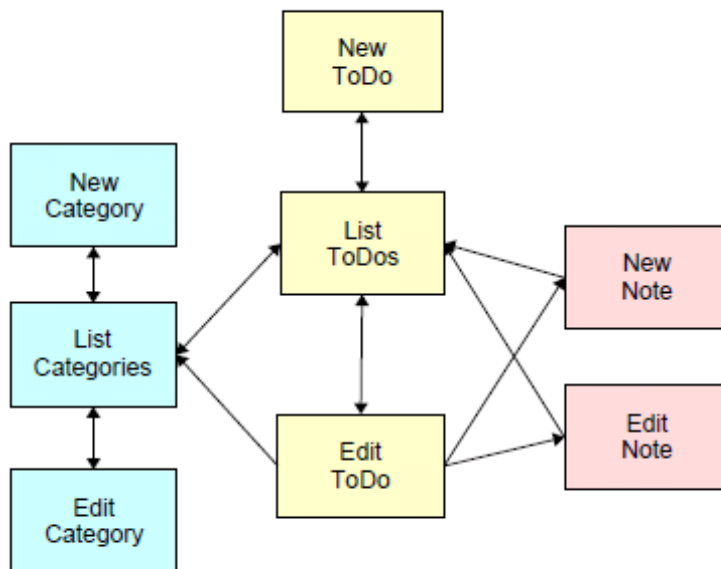 New
ToDo
New
Category
List
ToDos
New
Note
List
Categories
Edit
ToDo
Edit
Note
Edit
Category